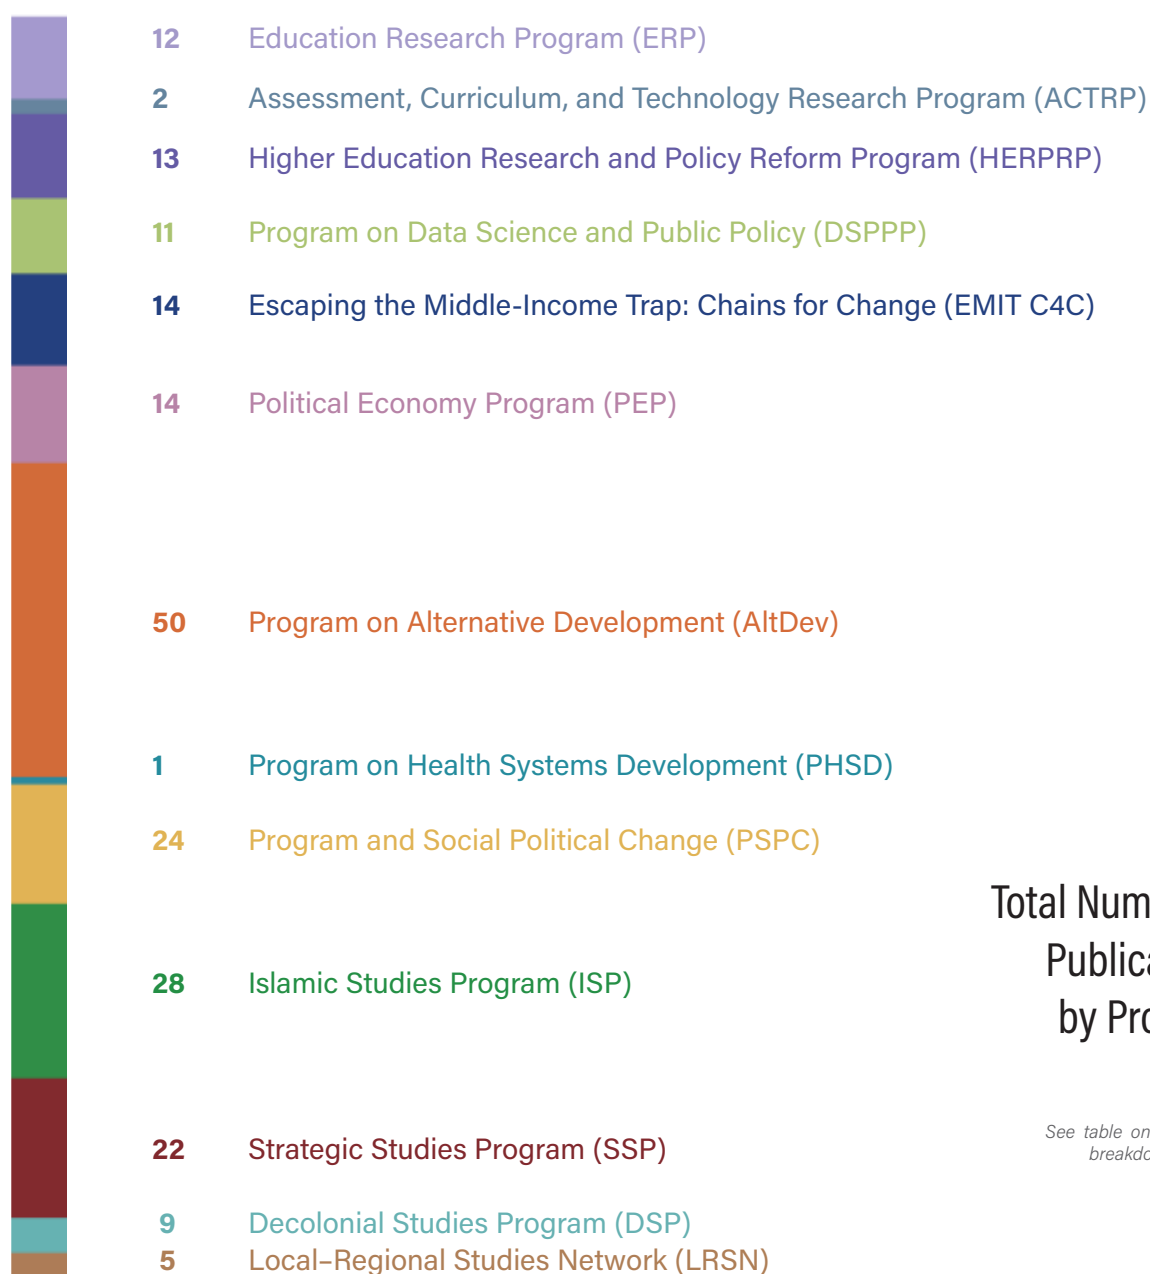 12 Education Research Program (ERP)
2 Assessment, Curriculum, and Technology Research Program (ACTRP)
13 Higher Education Research and Policy Reform Program (HERPRP)
11 Program on Data Science and Public Policy (DSPPP)
14 Escaping the Middle-Income Trap: Chains for Change (EMIT C4C)
14 Political Economy Program (PEP)
50 Program on Alternative Development (AltDev)
1 Program on Health Systems Development (PHSD)
24 Program and Social Political Change (PSPC)
Total
by
28 Islamic Studies Program (ISP)
See table on
22 Strategic Studies Program (SSP)
9 Decolonial Studies Program (DSP)
5 Local–Regional Studies Network (LRSN)